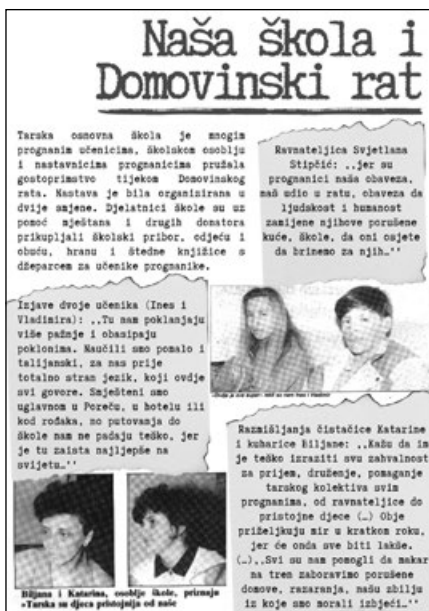 Naša škola i
Domovinski rat
Tarska osnovna škola je mnogim
prognanim učenicima, školskom osoblju
i nastavnicima prognanicima pružala
gostoprimstvo tijekom Domovinskog
rata. Nastava je bila organizirana u
dvije smjene. Djelatnici škole su uz
pomoć mještana i drugih donatora
prikupljali školski pribor, odjeću i
obuću, hranu i štedne knjižice s
džeparcem za učenike prognanike.
Ravnateljica Svjetlana
Stipčić: ,,jer su
prognanici naša obaveza,
naš udio u ratu, obaveza da
ljudskost i humanost
zamijene njihove porušene
kuće, škole, da oni osjete
da brinemo za njih…''
Izjave dvoje učenika (Ines i
Vladimira): ,,Tu nam poklanjaju
više pažnje i obasipaju
poklonima. Naučili smo pomalo i
talijanski, za nas prije
totalno stran jezik, koji ovdje
svi govore. Smješteni smo
uglavnom u Poreču, u hotelu ili
kod rođaka, no putovanja do
škole nam ne padaju teško, jer
je tu zaista najljepše na
svijetu…''
Razmišljanja čistačice Katarine
i kuharice Biljane: ,,Kažu da im
je teško izraziti svu zahvalnost
za prijem, druženje, pomaganje
tarskog kolektiva svim
prognanima, od ravnateljice do
pristojne djece (…) Obje
priželjkuju mir u kratkom roku,
jer će onda sve biti lakše.
(…),,Svi su nam pomogli da makar
na tren zaboravimo porušene
domove, razaranja, našu zbilju
iz koje smo morali izbjeći…''
Biljana i Katarina, osoblje škole, priznaju
»Tarska su djeca pristojnija od naše